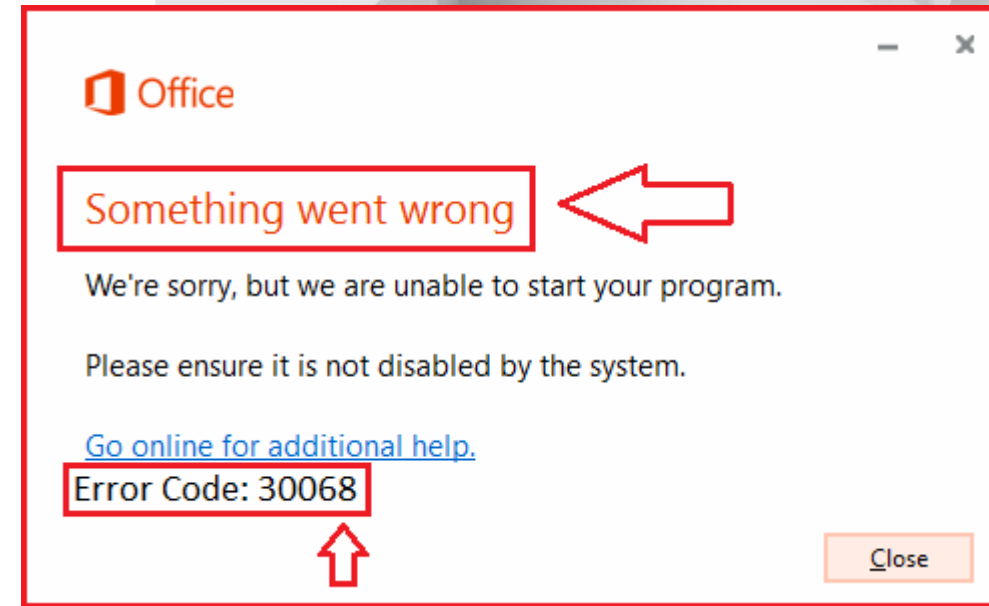 Office
Something went wrong
We're sorry, but we are unable to start your program.
Please ensure it is not disabled by the system.
Go online for additional help.
Error Code: 30068
Close